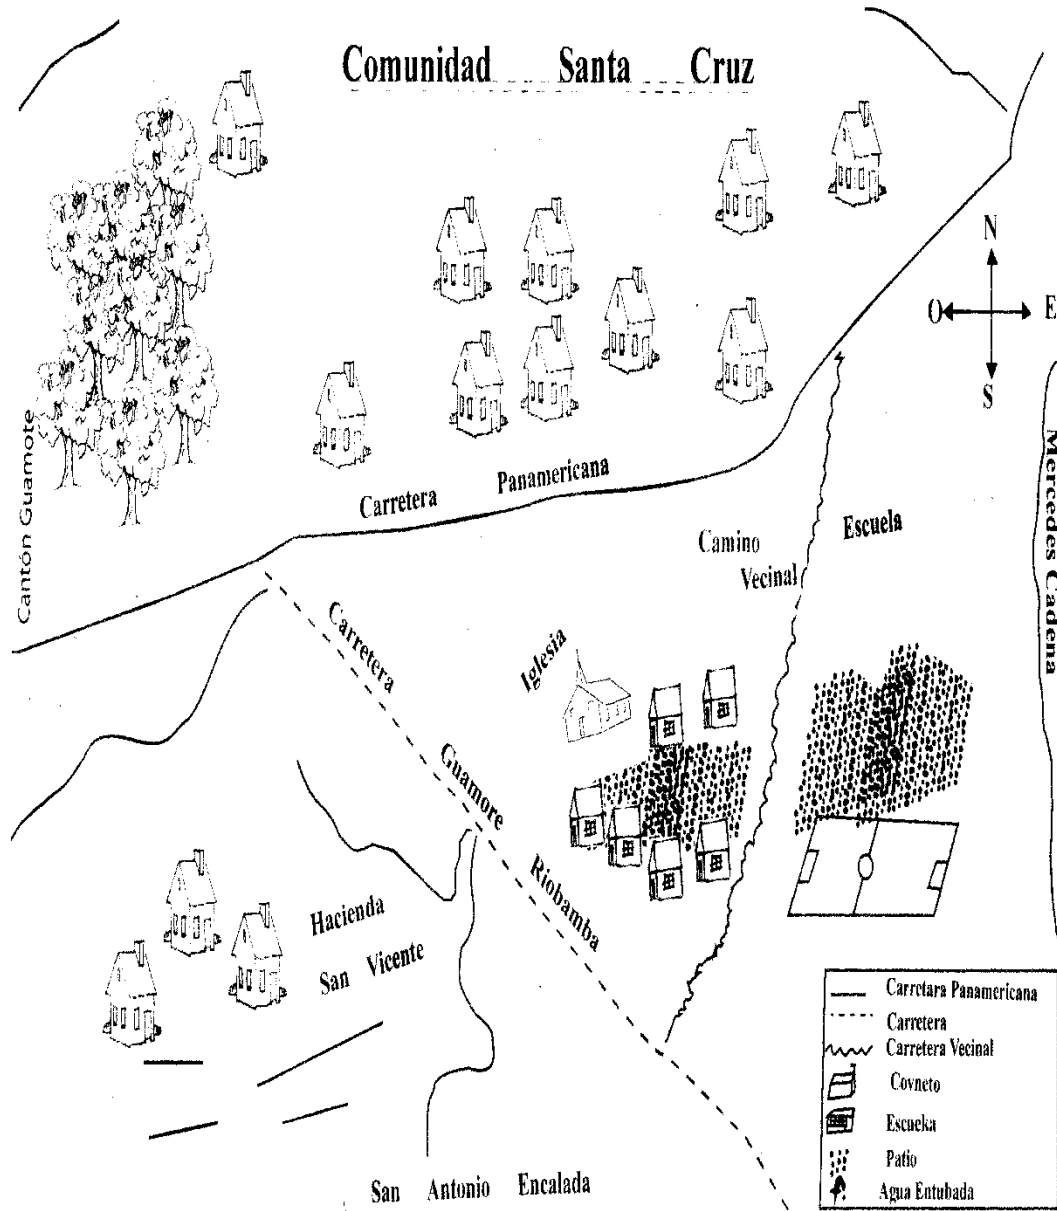 Comunidad Santa Cruz
N
O E
S
Cantón Guamote
Mercedes Cadena
Carretera Panamericana
Camino
Vecinal
Escuela
Carretera Guamore Riobamba
Iglesia
Hacienda
San Vicente
San Antonio Encalada
Carretara Panamericana
Carretera
Carretera Vecinal
Covneto
Escueka
Patio
Agua Entubada